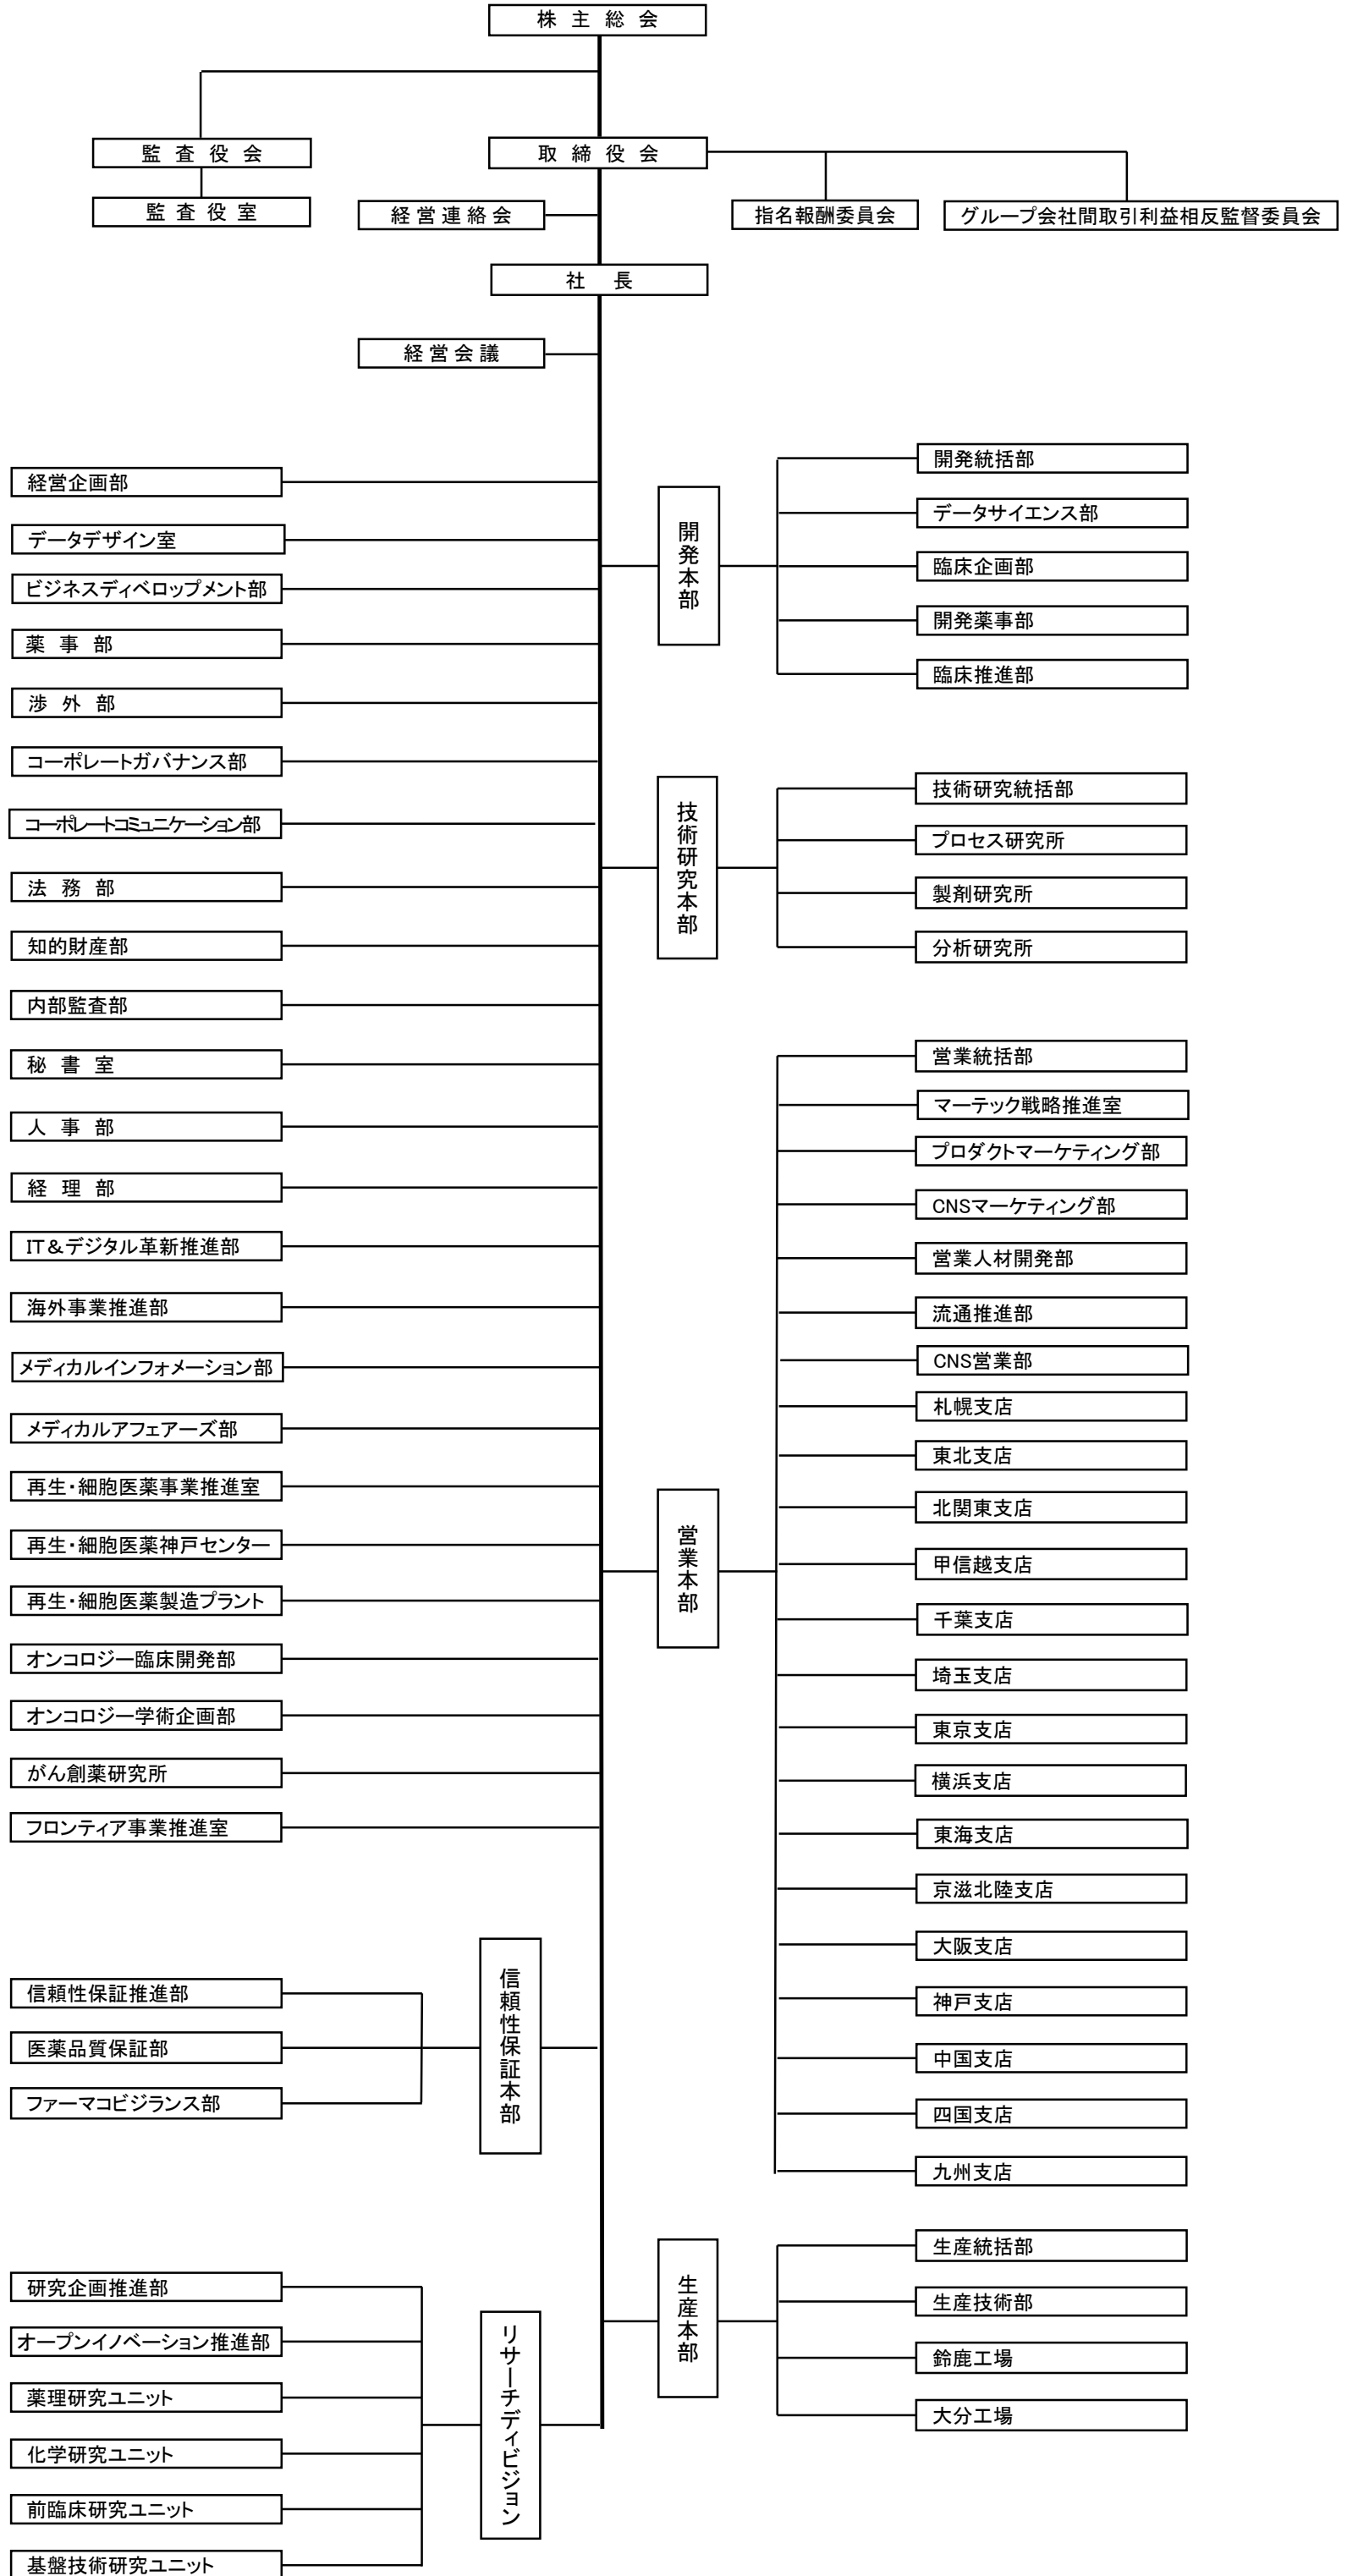 株 主 総 会
監 査 役 会
取 締 役 会
監 査 役 室
経 営 連 絡 会
指名報酬委員会
グループ会社間取引利益相反監督委員会
社 長
経 営 会 議
経営企画部
データデザイン室
ビジネスディベロップメント部
薬 事 部
渉 外 部
コーポレートガバナンス部
コーポレートコミュニケーション部
法 務 部
知的財産部
内部監査部
秘 書 室
人 事 部
経 理 部
IT&デジタル革新推進部
海外事業推進部
メディカルインフォメーション部
メディカルアフェアーズ部
再生・細胞医薬事業推進室
再生・細胞医薬神戸センター
再生・細胞医薬製造プラント
オンコロジー臨床開発部
オンコロジー学術企画部
がん創薬研究所
フロンティア事業推進室
信頼性保証本部
信頼性保証推進部
医薬品質保証部
ファーマコビジランス部
リサーチディビジョン
研究企画推進部
オープンイノベーション推進部
薬理研究ユニット
化学研究ユニット
前臨床研究ユニット
基盤技術研究ユニット
開発本部
開発統括部
データサイエンス部
臨床企画部
開発薬事部
臨床推進部
技術研究本部
技術研究統括部
プロセス研究所
製剤研究所
分析研究所
営業本部
営業統括部
マーテック戦略推進室
プロダクトマーケティング部
CNSマーケティング部
営業人材開発部
流通推進部
CNS営業部
札幌支店
東北支店
北関東支店
甲信越支店
千葉支店
埼玉支店
東京支店
横浜支店
東海支店
京滋北陸支店
大阪支店
神戸支店
中国支店
四国支店
九州支店
生産本部
生産統括部
生産技術部
鈴鹿工場
大分工場